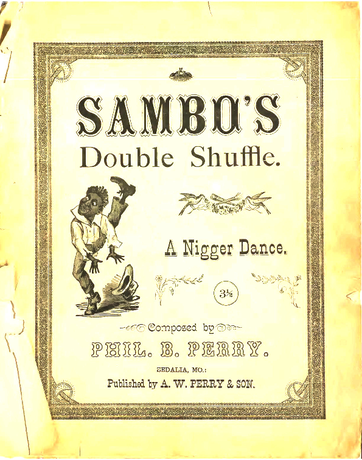 SAMBO'S
Double Shuffle.
A Nigger Dance.
3½
Composed by
PHIL. B. PERRY.
SEDALIA, MO.:
Published by A. W. PERRY & SON.